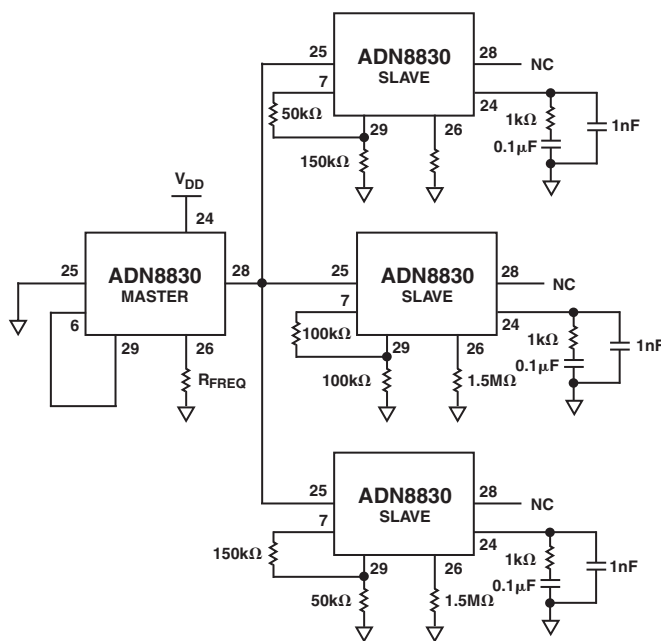 25
ADN8830
SLAVE
28
NC
7
24
50kΩ
29
26
1kΩ
1nF
0.1μF
150kΩ
V_DD
24
25
ADN8830
MASTER
28
6
29
26
R_FREQ
25
ADN8830
SLAVE
28
NC
7
24
100kΩ
29
26
1kΩ
1nF
0.1μF
100kΩ
1.5MΩ
25
ADN8830
SLAVE
28
NC
7
24
150kΩ
29
26
1kΩ
1nF
0.1μF
50kΩ
1.5MΩ